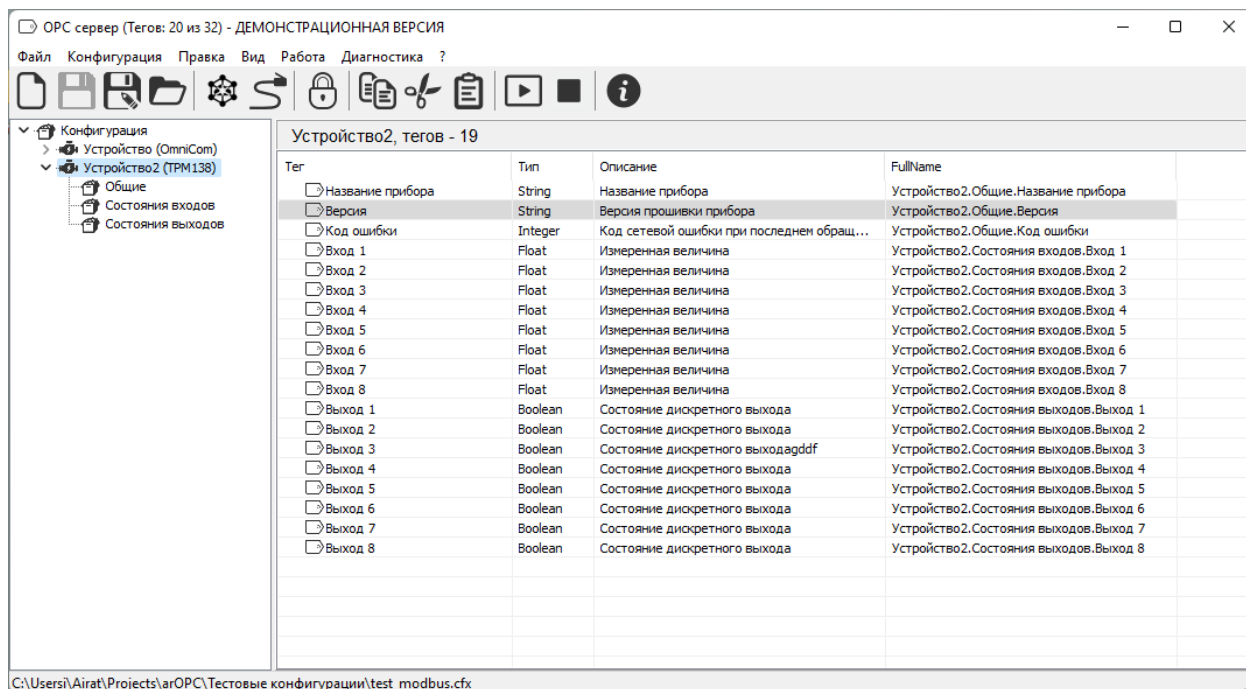 ОРС сервер (Тегов: 20 из 32) - ДЕМОНСТРАЦИОННАЯ ВЕРСИЯ
Файл Конфигурация Правка Вид Работа Диагностика ?
Конфигурация
Устройство (OmniCom)
Устройство2 (ТРМ138)
Общие
Состояния входов
Состояния выходов
Устройство2, тегов - 19
Тег Тип Описание FullName
Название прибора String Название прибора Устройство2.Общие.Название прибора
Версия String Версия прошивки прибора Устройство2.Общие.Версия
Код ошибки Integer Код сетевой ошибки при последнем обращ... Устройство2.Общие.Код ошибки
Вход 1 Float Измеренная величина Устройство2.Состояния входов.Вход 1
Вход 2 Float Измеренная величина Устройство2.Состояния входов.Вход 2
Вход 3 Float Измеренная величина Устройство2.Состояния входов.Вход 3
Вход 4 Float Измеренная величина Устройство2.Состояния входов.Вход 4
Вход 5 Float Измеренная величина Устройство2.Состояния входов.Вход 5
Вход 6 Float Измеренная величина Устройство2.Состояния входов.Вход 6
Вход 7 Float Измеренная величина Устройство2.Состояния входов.Вход 7
Вход 8 Float Измеренная величина Устройство2.Состояния входов.Вход 8
Выход 1 Boolean Состояние дискретного выхода Устройство2.Состояния выходов.Выход 1
Выход 2 Boolean Состояние дискретного выхода Устройство2.Состояния выходов.Выход 2
Выход 3 Boolean Состояние дискретного выходаgddf Устройство2.Состояния выходов.Выход 3
Выход 4 Boolean Состояние дискретного выхода Устройство2.Состояния выходов.Выход 4
Выход 5 Boolean Состояние дискретного выхода Устройство2.Состояния выходов.Выход 5
Выход 6 Boolean Состояние дискретного выхода Устройство2.Состояния выходов.Выход 6
Выход 7 Boolean Состояние дискретного выхода Устройство2.Состояния выходов.Выход 7
Выход 8 Boolean Состояние дискретного выхода Устройство2.Состояния выходов.Выход 8
C:\Usersi\Airat\Projects\arOPC\Тестовые конфигурации\test_modbus.cfx